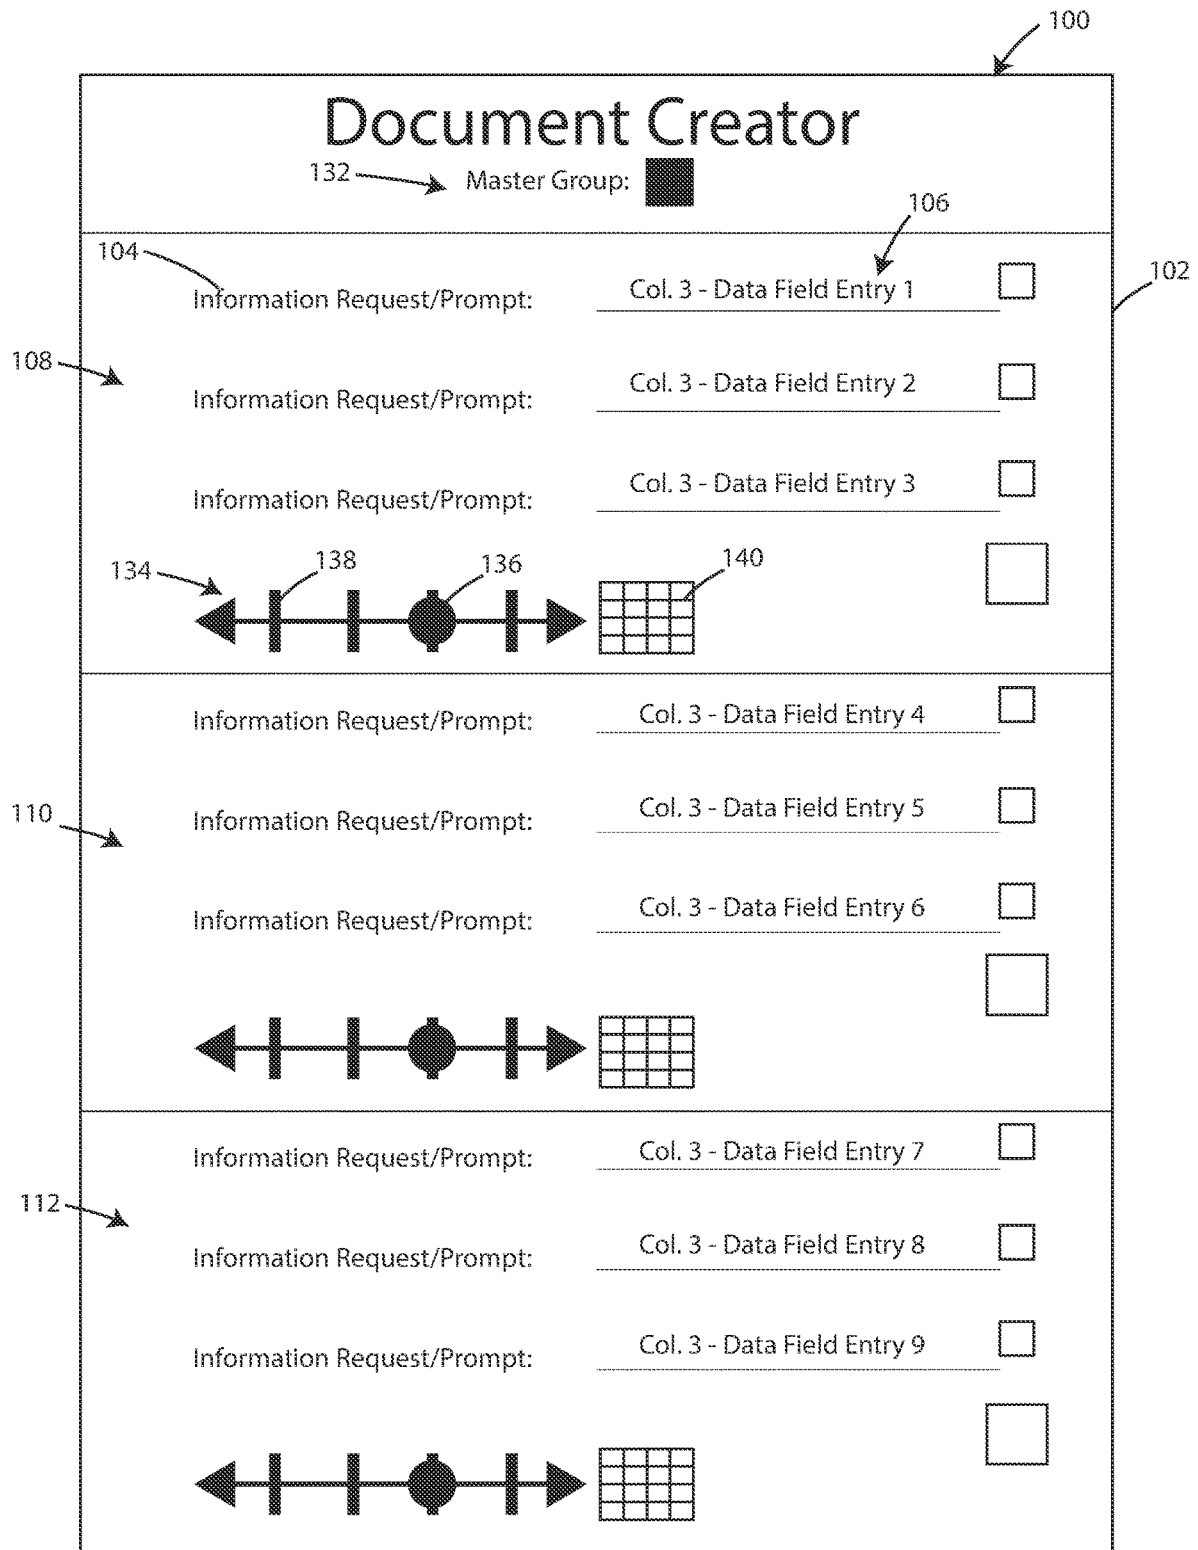 100
Document Creator
132
Master Group:
106
104
102
Information Request/Prompt:
Col. 3 - Data Field Entry 1
108
Information Request/Prompt:
Col. 3 - Data Field Entry 2
Information Request/Prompt:
Col. 3 - Data Field Entry 3
134
138
136
140
Information Request/Prompt:
Col. 3 - Data Field Entry 4
110
Information Request/Prompt:
Col. 3 - Data Field Entry 5
Information Request/Prompt:
Col. 3 - Data Field Entry 6
Information Request/Prompt:
Col. 3 - Data Field Entry 7
112
Information Request/Prompt:
Col. 3 - Data Field Entry 8
Information Request/Prompt:
Col. 3 - Data Field Entry 9